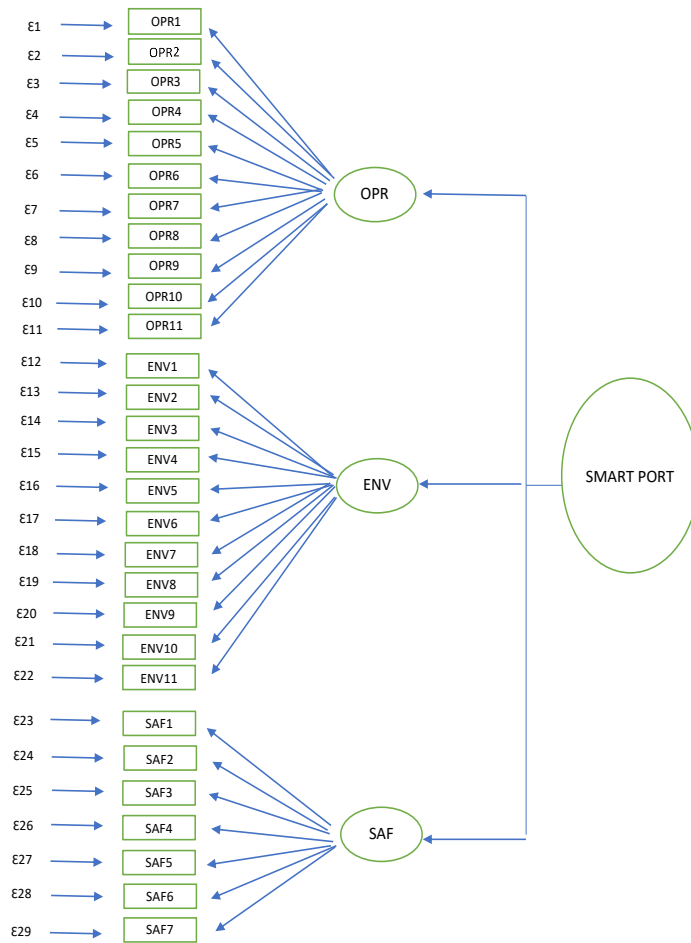 ε1 OPR1
ε2 OPR2
ε3 OPR3
ε4 OPR4
ε5 OPR5
ε6 OPR6
ε7 OPR7
ε8 OPR8
ε9 OPR9
ε10 OPR10
ε11 OPR11
OPR
ε12 ENV1
ε13 ENV2
ε14 ENV3
ε15 ENV4
ε16 ENV5
ε17 ENV6
ε18 ENV7
ε19 ENV8
ε20 ENV9
ε21 ENV10
ε22 ENV11
ENV
SMART PORT
ε23 SAF1
ε24 SAF2
ε25 SAF3
ε26 SAF4
ε27 SAF5
ε28 SAF6
ε29 SAF7
SAF